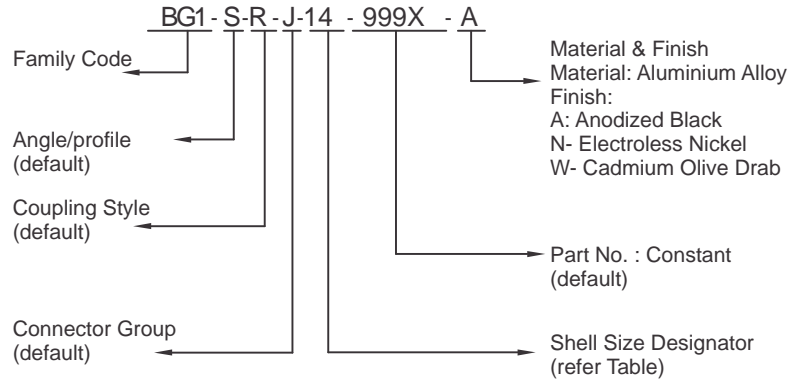 BG1 - S-R - J-14 - 999X - A
Family Code
Angle/profile
(default)
Coupling Style
(default)
Connector Group
(default)
Material & Finish
Material: Aluminium Alloy
Finish:
A: Anodized Black
N- Electroless Nickel
W- Cadmium Olive Drab
Part No. : Constant
(default)
Shell Size Designator
(refer Table)